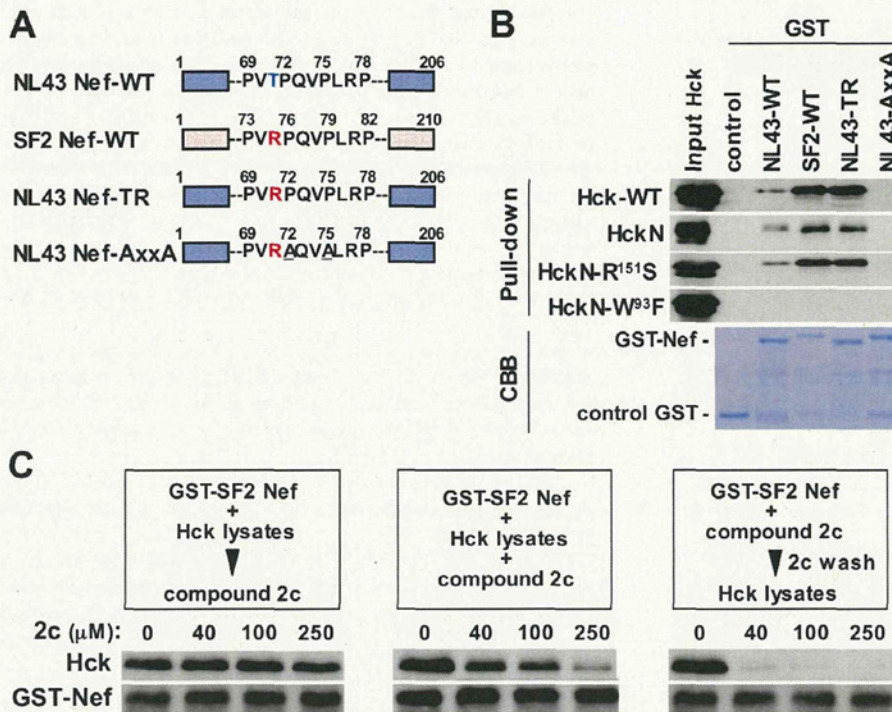 A
1 69 72 75 78 206
NL43 Nef-WT --PVTPQVPLRP---
1 73 76 79 82 210
SF2 Nef-WT --PVRPQVPLRP---
1 69 72 75 78 206
NL43 Nef-TR --PVRPQVPLRP---
1 69 72 75 78 206
NL43 Nef-AxxA --PVRAQVALRP---
B
GST
Input Hck
control
NL43-WT
SF2-WT
NL43-TR
NL43-AxxA
Pull-down
Hck-WT
HckN
HckN-R¹⁵¹S
HckN-W⁹³F
CBB
GST-Nef -
control GST -
C
GST-SF2 Nef
+
Hck lysates
compound 2c
GST-SF2 Nef
+
Hck lysates
+
compound 2c
GST-SF2 Nef
+
compound 2c
2c wash
Hck lysates
2c (μM): 0 40 100 250 0 40 100 250 0 40 100 250
Hck
GST-Nef